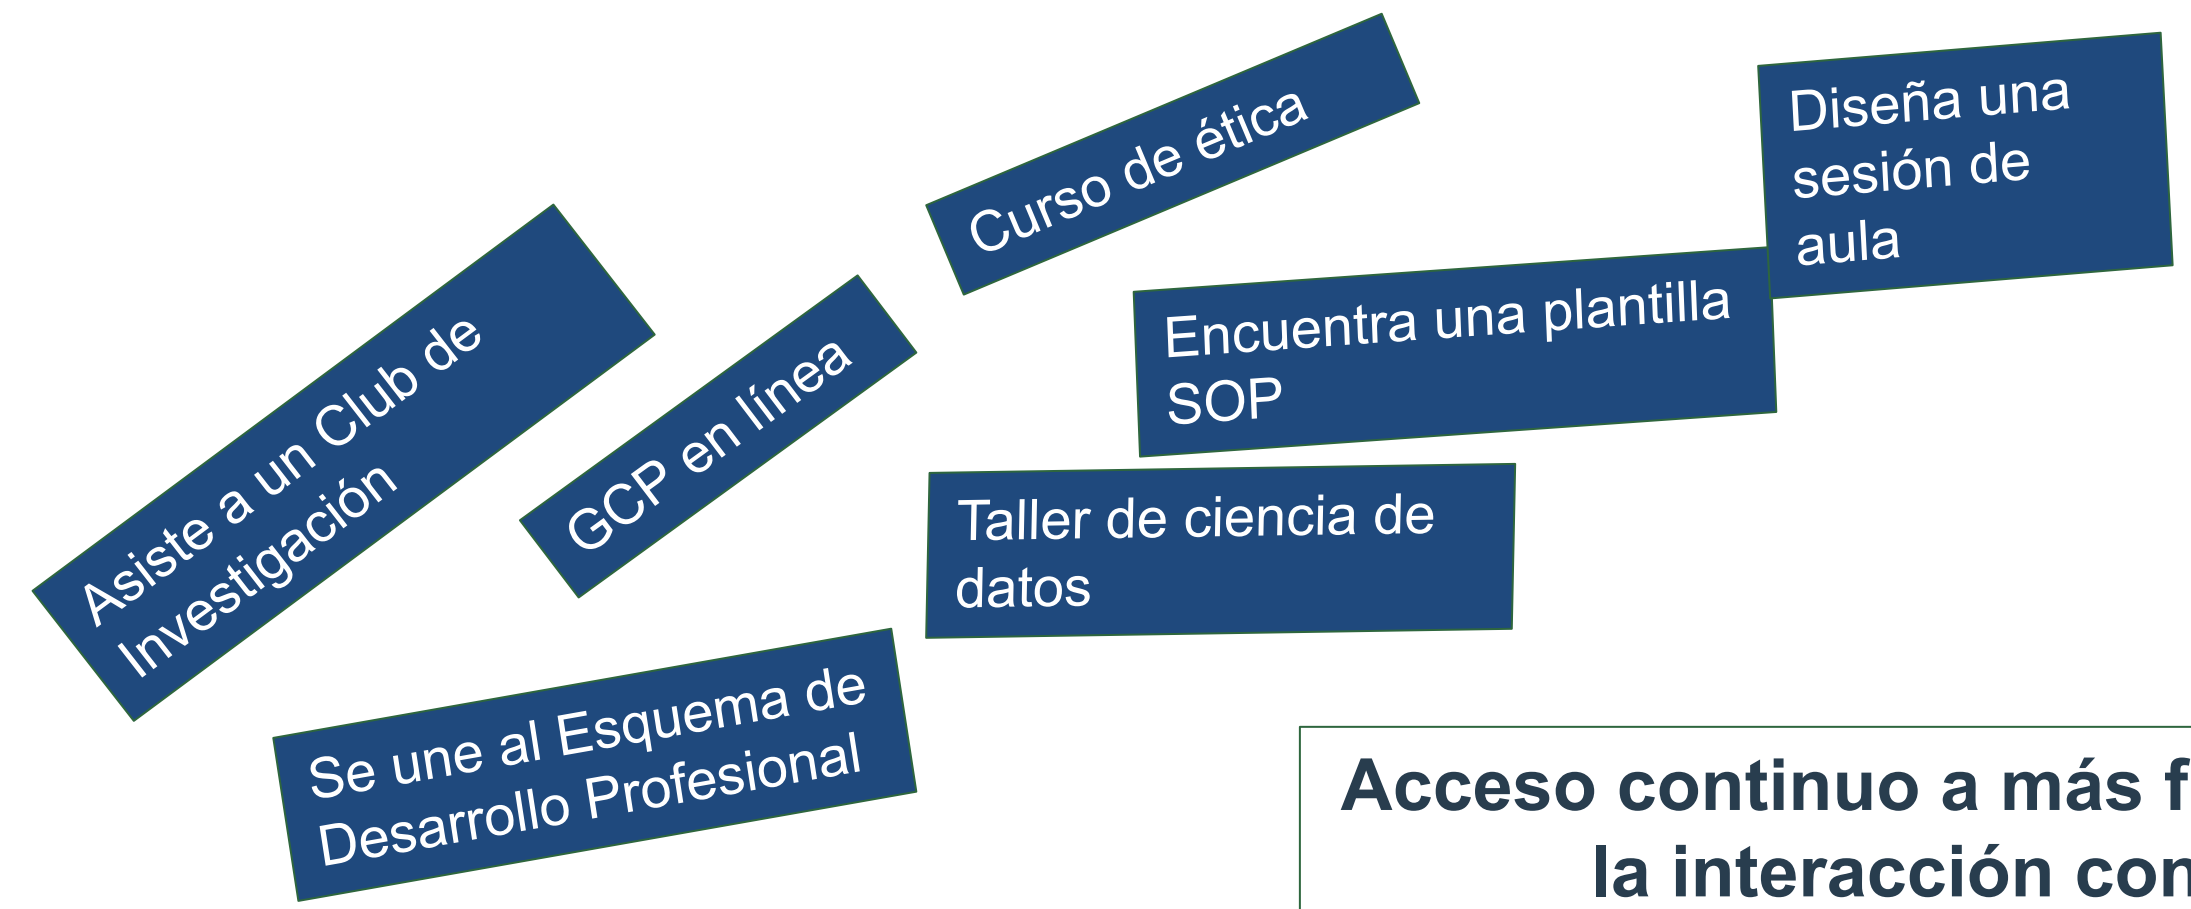 Curso de ética
Diseña una
sesión de
aula
Asiste a un Club de
Investigación
GCP en línea
Encuentra una plantilla
SOP
Taller de ciencia de
datos
Se une al Esquema de
Desarrollo Profesional
Acceso continuo a más
la interacción con